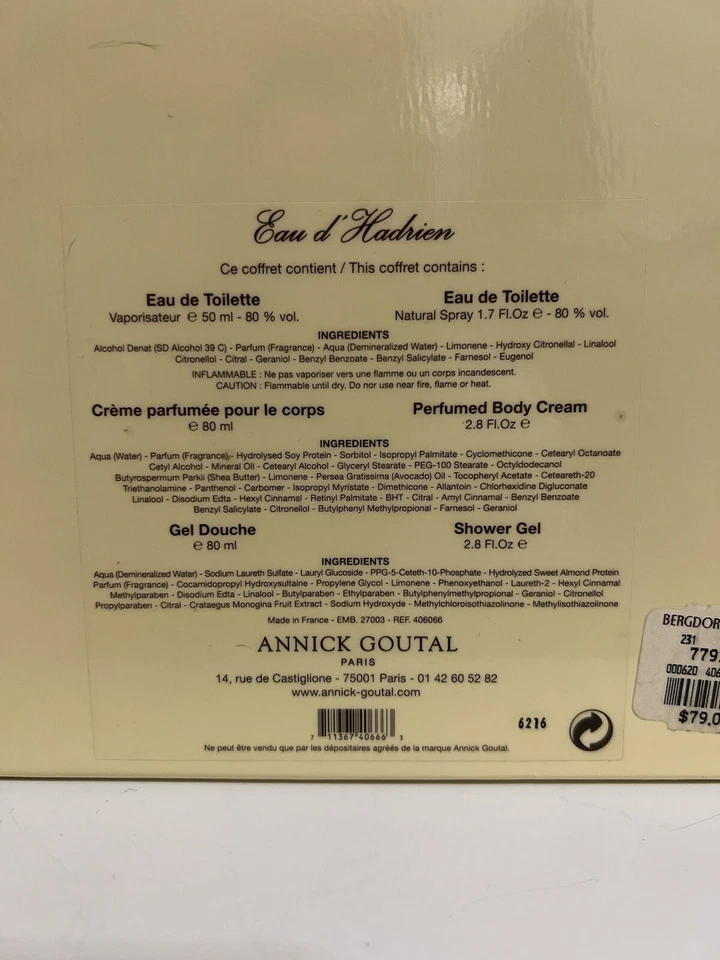 Eau d'Hadrien
Ce coffret contient / This coffret contains :
Eau de Toilette
Vaporisateur ℮ 50 ml - 80 % vol.
Eau de Toilette
Natural Spray 1.7 Fl.Oz ℮ - 80 % vol.
INGREDIENTS
Alcohol Denat (SD Alcohol 39 C) - Parfum (Fragrance) - Aqua (Demineralized Water) - Limonene - Hydroxy Citronellal - Linalool
Citronellol - Citral - Geraniol - Benzyl Benzoate - Benzyl Salicylate - Farnesol - Eugenol
INFLAMMABLE : Ne pas vaporiser vers une flamme ou un corps incandescent.
CAUTION : Flammable until dry. Do nor use near fire, flame or heat.
Crème parfumée pour le corps
℮ 80 ml
Perfumed Body Cream
2.8 Fl.Oz ℮
INGREDIENTS
Aqua (Water) - Parfum (Fragrance) - Hydrolysed Soy Protein - Sorbitol - Isopropyl Palmitate - Cyclomethicone - Cetearyl Octanoate
Cetyl Alcohol - Mineral Oil - Cetearyl Alcohol - Glyceryl Stearate - PEG-100 Stearate - Octyldodecanol
Butyrospermum Parkii (Shea Butter) - Limonene - Persea Gratissima (Avocado) Oil - Tocopheryl Acetate - Ceteareth-20
Triethanolamine - Panthenol - Carbomer - Isopropyl Myristate - Dimethicone - Allantoin - Chlorhexidine Digluconate
Linalool - Disodium Edta - Hexyl Cinnamal - Retinyl Palmitate - BHT - Citral - Amyl Cinnamal - Benzyl Benzoate
Benzyl Salicylate - Citronellol - Butylphenyl Methylpropional - Farnesol - Geraniol
Gel Douche
℮ 80 ml
Shower Gel
2.8 Fl.Oz ℮
INGREDIENTS
Aqua (Demineralized Water) - Sodium Laureth Sulfate - Lauryl Glucoside - PPG-5-Ceteth-10-Phosphate - Hydrolyzed Sweet Almond Protein
Parfum (Fragrance) - Cocamidopropyl Hydroxysultaine - Propylene Glycol - Limonene - Phenoxyethanol - Laureth-2 - Hexyl Cinnamal
Methylparaben - Disodium Edta - Linalool - Butylparaben - Ethylparaben - Butylphenylmethylpropional - Geraniol - Citronellol
Propylparaben - Citral - Crataegus Monogina Fruit Extract - Sodium Hydroxyde - Methylchloroisothiazolinone - Methylisothiazolinone
Made in France - EMB. 27003 - REF. 406066
ANNICK GOUTAL
PARIS
14, rue de Castiglione - 75001 Paris - 01 42 60 52 82
www.annick-goutal.com
7 11367 40666 3
6216
Ne peut être vendu que par les dépositaires agréés de la marque Annick Goutal.
BERGDOR
231
779
000620 406
$79.0